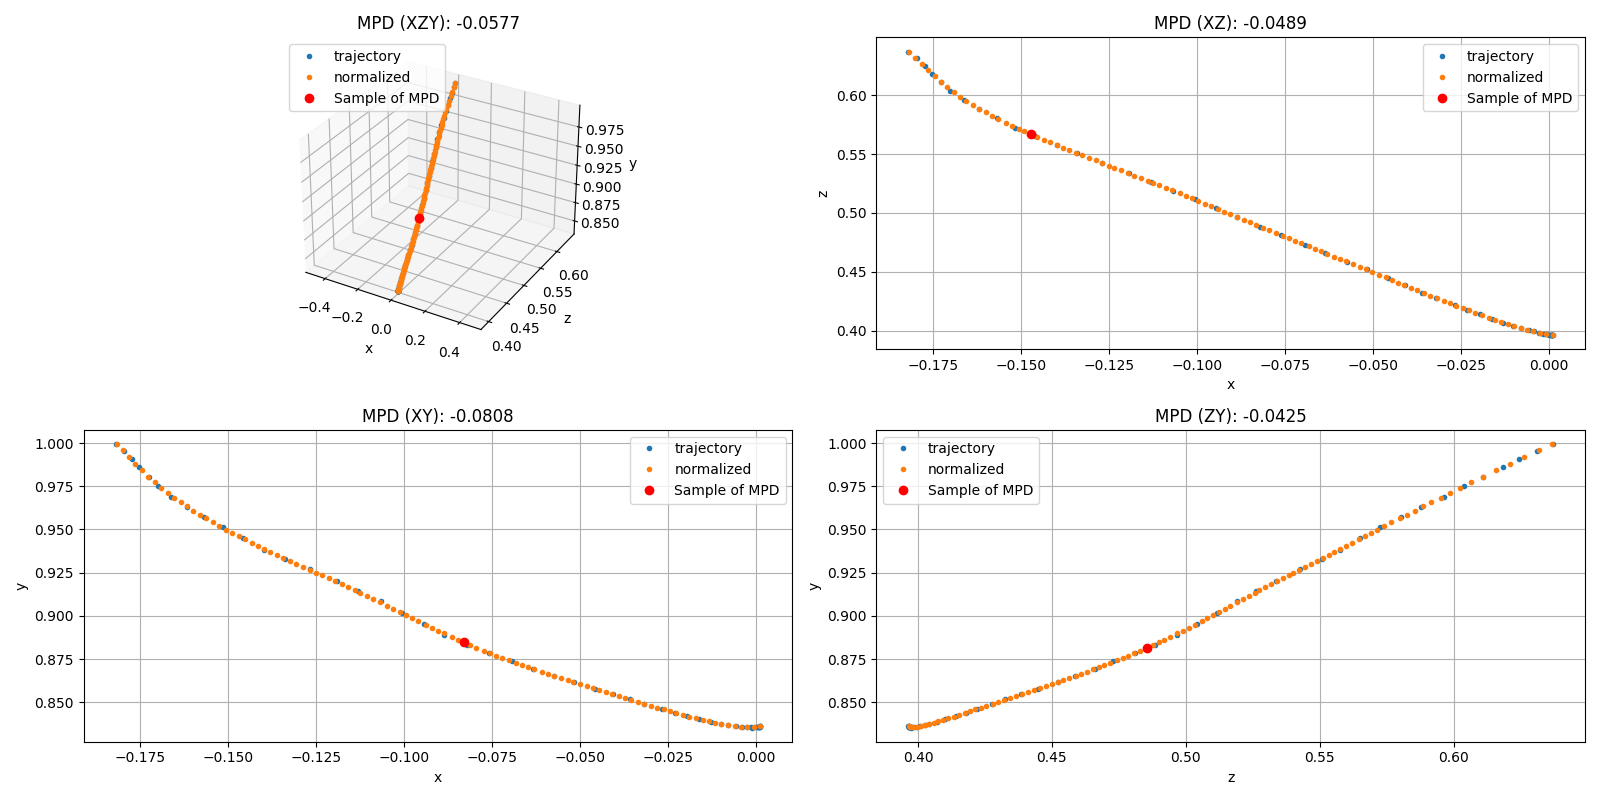 MPD (XZY): -0.0577
trajectory
normalized
Sample of MPD
0.975
0.950
0.925
0.900
0.875
0.850
y
0.60
0.55
0.50
0.45
0.40
z
−0.4
−0.2
0.0
0.2
0.4
x
MPD (XZ): -0.0489
trajectory
normalized
Sample of MPD
0.60
0.55
0.50
0.45
0.40
z
−0.175
−0.150
−0.125
−0.100
−0.075
−0.050
−0.025
0.000
x
MPD (XY): -0.0808
trajectory
normalized
Sample of MPD
1.000
0.975
0.950
0.925
0.900
0.875
0.850
y
−0.175
−0.150
−0.125
−0.100
−0.075
−0.050
−0.025
0.000
x
MPD (ZY): -0.0425
trajectory
normalized
Sample of MPD
1.000
0.975
0.950
0.925
0.900
0.875
0.850
y
0.40
0.45
0.50
0.55
0.60
z